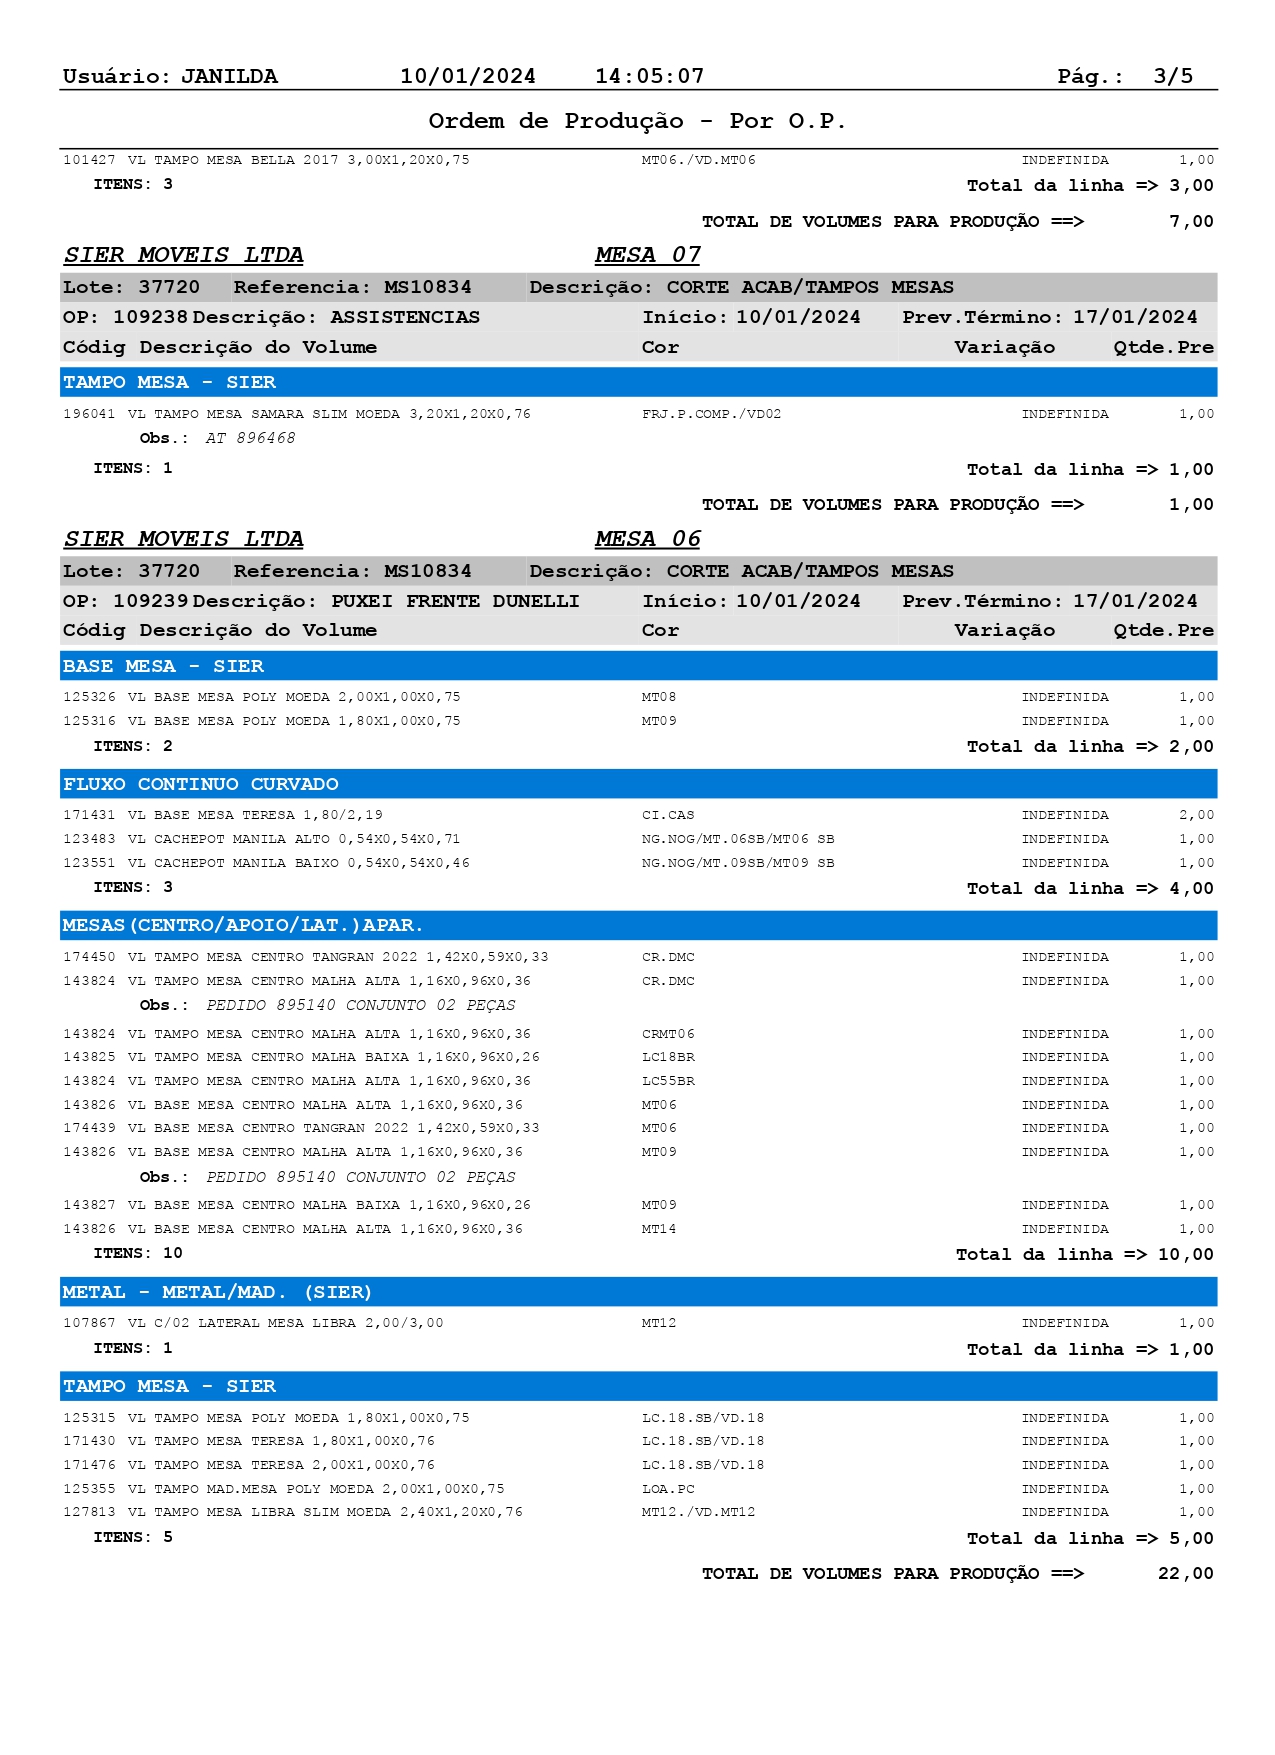 Usuário: JANILDA 10/01/2024 14:05:07 Pág.: 3/5
Ordem de Produção - Por O.P.
101427 VL TAMPO MESA BELLA 2017 3,00X1,20X0,75 MT06./VD.MT06 INDEFINIDA 1,00
ITENS: 3 Total da linha => 3,00
TOTAL DE VOLUMES PARA PRODUÇÃO ==> 7,00
SIER MOVEIS LTDA MESA 07
Lote: 37720 Referencia: MS10834 Descrição: CORTE ACAB/TAMPOS MESAS
OP: 109238 Descrição: ASSISTENCIAS Início: 10/01/2024 Prev.Término: 17/01/2024
Códig Descrição do Volume Cor Variação Qtde.Pre
TAMPO MESA - SIER
196041 VL TAMPO MESA SAMARA SLIM MOEDA 3,20X1,20X0,76 FRJ.P.COMP./VD02 INDEFINIDA 1,00
Obs.: AT 896468
ITENS: 1 Total da linha => 1,00
TOTAL DE VOLUMES PARA PRODUÇÃO ==> 1,00
SIER MOVEIS LTDA MESA 06
Lote: 37720 Referencia: MS10834 Descrição: CORTE ACAB/TAMPOS MESAS
OP: 109239 Descrição: PUXEI FRENTE DUNELLI Início: 10/01/2024 Prev.Término: 17/01/2024
Códig Descrição do Volume Cor Variação Qtde.Pre
BASE MESA - SIER
125326 VL BASE MESA POLY MOEDA 2,00X1,00X0,75 MT08 INDEFINIDA 1,00
125316 VL BASE MESA POLY MOEDA 1,80X1,00X0,75 MT09 INDEFINIDA 1,00
ITENS: 2 Total da linha => 2,00
FLUXO CONTINUO CURVADO
171431 VL BASE MESA TERESA 1,80/2,19 CI.CAS INDEFINIDA 2,00
123483 VL CACHEPOT MANILA ALTO 0,54X0,54X0,71 NG.NOG/MT.06SB/MT06 SB INDEFINIDA 1,00
123551 VL CACHEPOT MANILA BAIXO 0,54X0,54X0,46 NG.NOG/MT.09SB/MT09 SB INDEFINIDA 1,00
ITENS: 3 Total da linha => 4,00
MESAS(CENTRO/APOIO/LAT.)APAR.
174450 VL TAMPO MESA CENTRO TANGRAN 2022 1,42X0,59X0,33 CR.DMC INDEFINIDA 1,00
143824 VL TAMPO MESA CENTRO MALHA ALTA 1,16X0,96X0,36 CR.DMC INDEFINIDA 1,00
Obs.: PEDIDO 895140 CONJUNTO 02 PEÇAS
143824 VL TAMPO MESA CENTRO MALHA ALTA 1,16X0,96X0,36 CRMT06 INDEFINIDA 1,00
143825 VL TAMPO MESA CENTRO MALHA BAIXA 1,16X0,96X0,26 LC18BR INDEFINIDA 1,00
143824 VL TAMPO MESA CENTRO MALHA ALTA 1,16X0,96X0,36 LC55BR INDEFINIDA 1,00
143826 VL BASE MESA CENTRO MALHA ALTA 1,16X0,96X0,36 MT06 INDEFINIDA 1,00
174439 VL BASE MESA CENTRO TANGRAN 2022 1,42X0,59X0,33 MT06 INDEFINIDA 1,00
143826 VL BASE MESA CENTRO MALHA ALTA 1,16X0,96X0,36 MT09 INDEFINIDA 1,00
Obs.: PEDIDO 895140 CONJUNTO 02 PEÇAS
143827 VL BASE MESA CENTRO MALHA BAIXA 1,16X0,96X0,26 MT09 INDEFINIDA 1,00
143826 VL BASE MESA CENTRO MALHA ALTA 1,16X0,96X0,36 MT14 INDEFINIDA 1,00
ITENS: 10 Total da linha => 10,00
METAL - METAL/MAD. (SIER)
107867 VL C/02 LATERAL MESA LIBRA 2,00/3,00 MT12 INDEFINIDA 1,00
ITENS: 1 Total da linha => 1,00
TAMPO MESA - SIER
125315 VL TAMPO MESA POLY MOEDA 1,80X1,00X0,75 LC.18.SB/VD.18 INDEFINIDA 1,00
171430 VL TAMPO MESA TERESA 1,80X1,00X0,76 LC.18.SB/VD.18 INDEFINIDA 1,00
171476 VL TAMPO MESA TERESA 2,00X1,00X0,76 LC.18.SB/VD.18 INDEFINIDA 1,00
125355 VL TAMPO MAD.MESA POLY MOEDA 2,00X1,00X0,75 LOA.PC INDEFINIDA 1,00
127813 VL TAMPO MESA LIBRA SLIM MOEDA 2,40X1,20X0,76 MT12./VD.MT12 INDEFINIDA 1,00
ITENS: 5 Total da linha => 5,00
TOTAL DE VOLUMES PARA PRODUÇÃO ==> 22,00